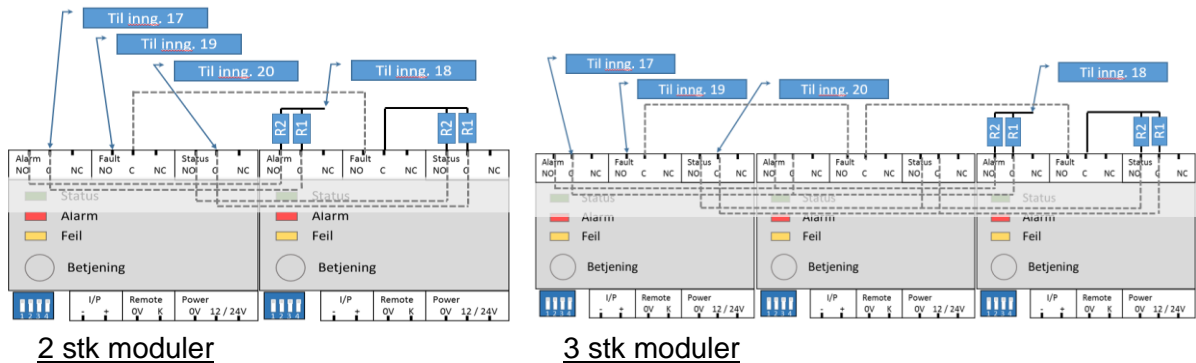 Til inng. 17
Til inng. 19
Til inng. 20
Til inng. 18
R2 R1 R2 R1
Alarm Fault Status Alarm Fault Status
NO C NC NO C NC NO C NC NO C NC NO C NC NO C NC
Status Status
Alarm Alarm
Feil Feil
Betjening Betjening
I/P Remote Power I/P Remote Power
1 2 3 4 - + 0V K 0V 12 / 24V 1 2 3 4 - + 0V K 0V 12 / 24V
2 stk moduler
Til inng. 17
Til inng. 19
Til inng. 20
Til inng. 18
R2 R1 R2 R1
Alarm Fault Status Alarm Fault Status Alarm Fault Status
NO C NC NO C NC NO C NC NO C NC NO C NC NO C NC NO C NC NO C NC NO C NC
Status Status Status
Alarm Alarm Alarm
Feil Feil Feil
Betjening Betjening Betjening
I/P Remote Power I/P Remote Power I/P Remote Power
1 2 3 4 - + 0V K 0V 12 / 24V 1 2 3 4 - + 0V K 0V 12 / 24V 1 2 3 4 - + 0V K 0V 12 / 24V
3 stk moduler